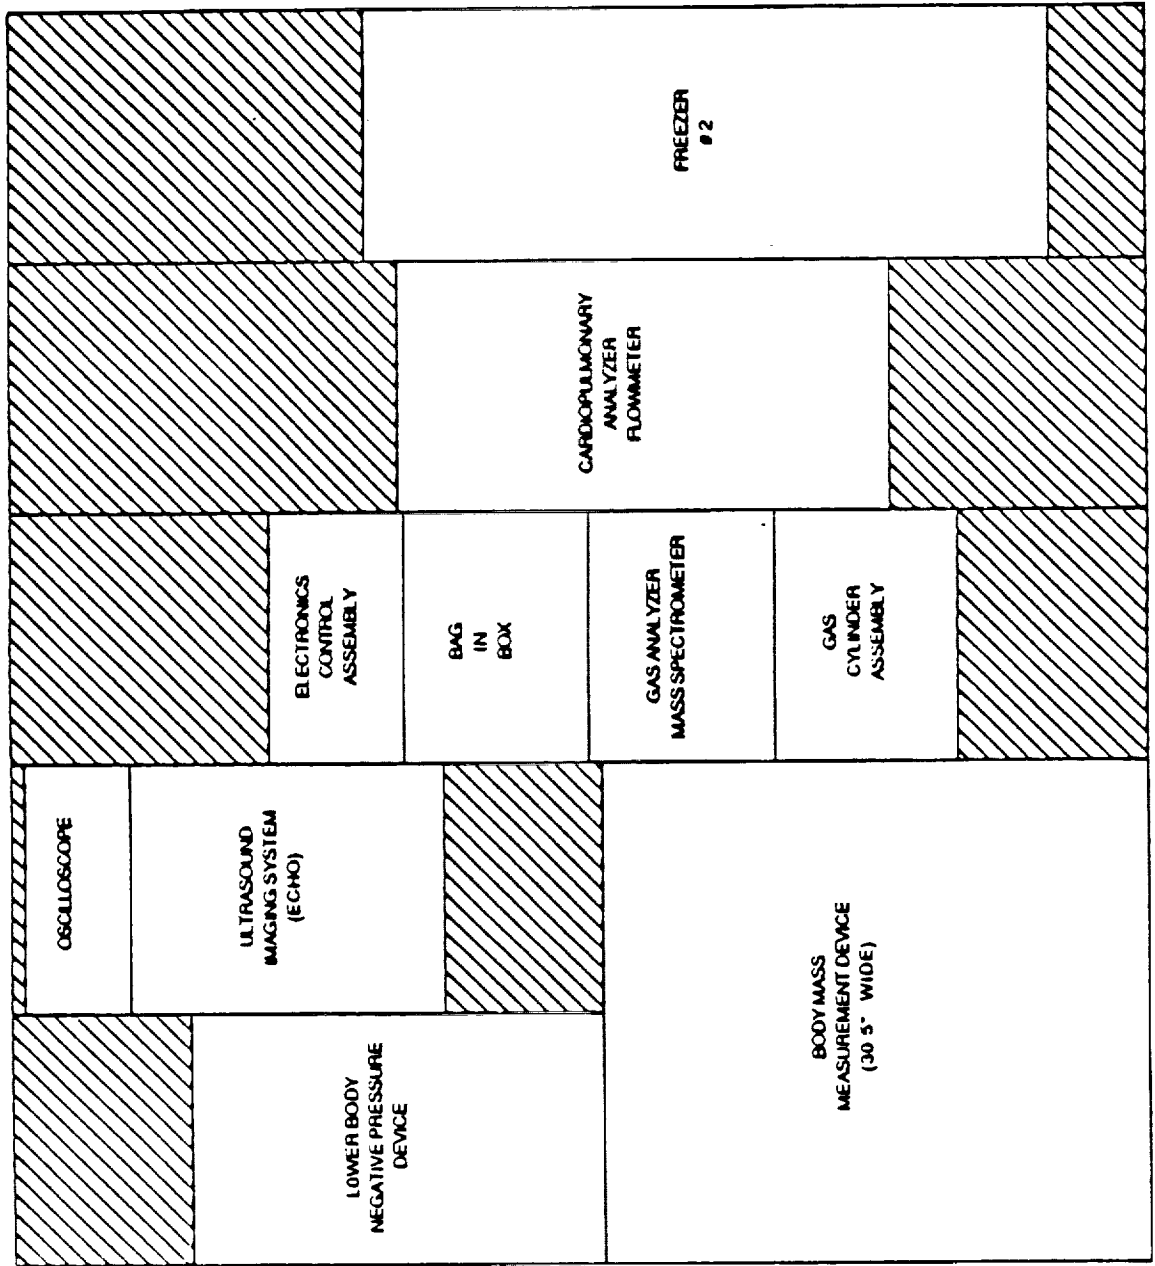 LOWER BODY
NEGATIVE PRESSURE
DEVICE
OSCILLOSCOPE
ULTRASOUND
IMAGING SYSTEM
(ECHO)
BODY MASS
MEASUREMENT DEVICE
(30 5" WIDE)
ELECTRONICS
CONTROL
ASSEMBLY
BAG
IN
BOX
GAS ANALYZER
MASS SPECTROMETER
GAS
CYLINDER
ASSEMBLY
CARDIOPULMONARY
ANALYZER
FLOWMETER
FREEZER
#2